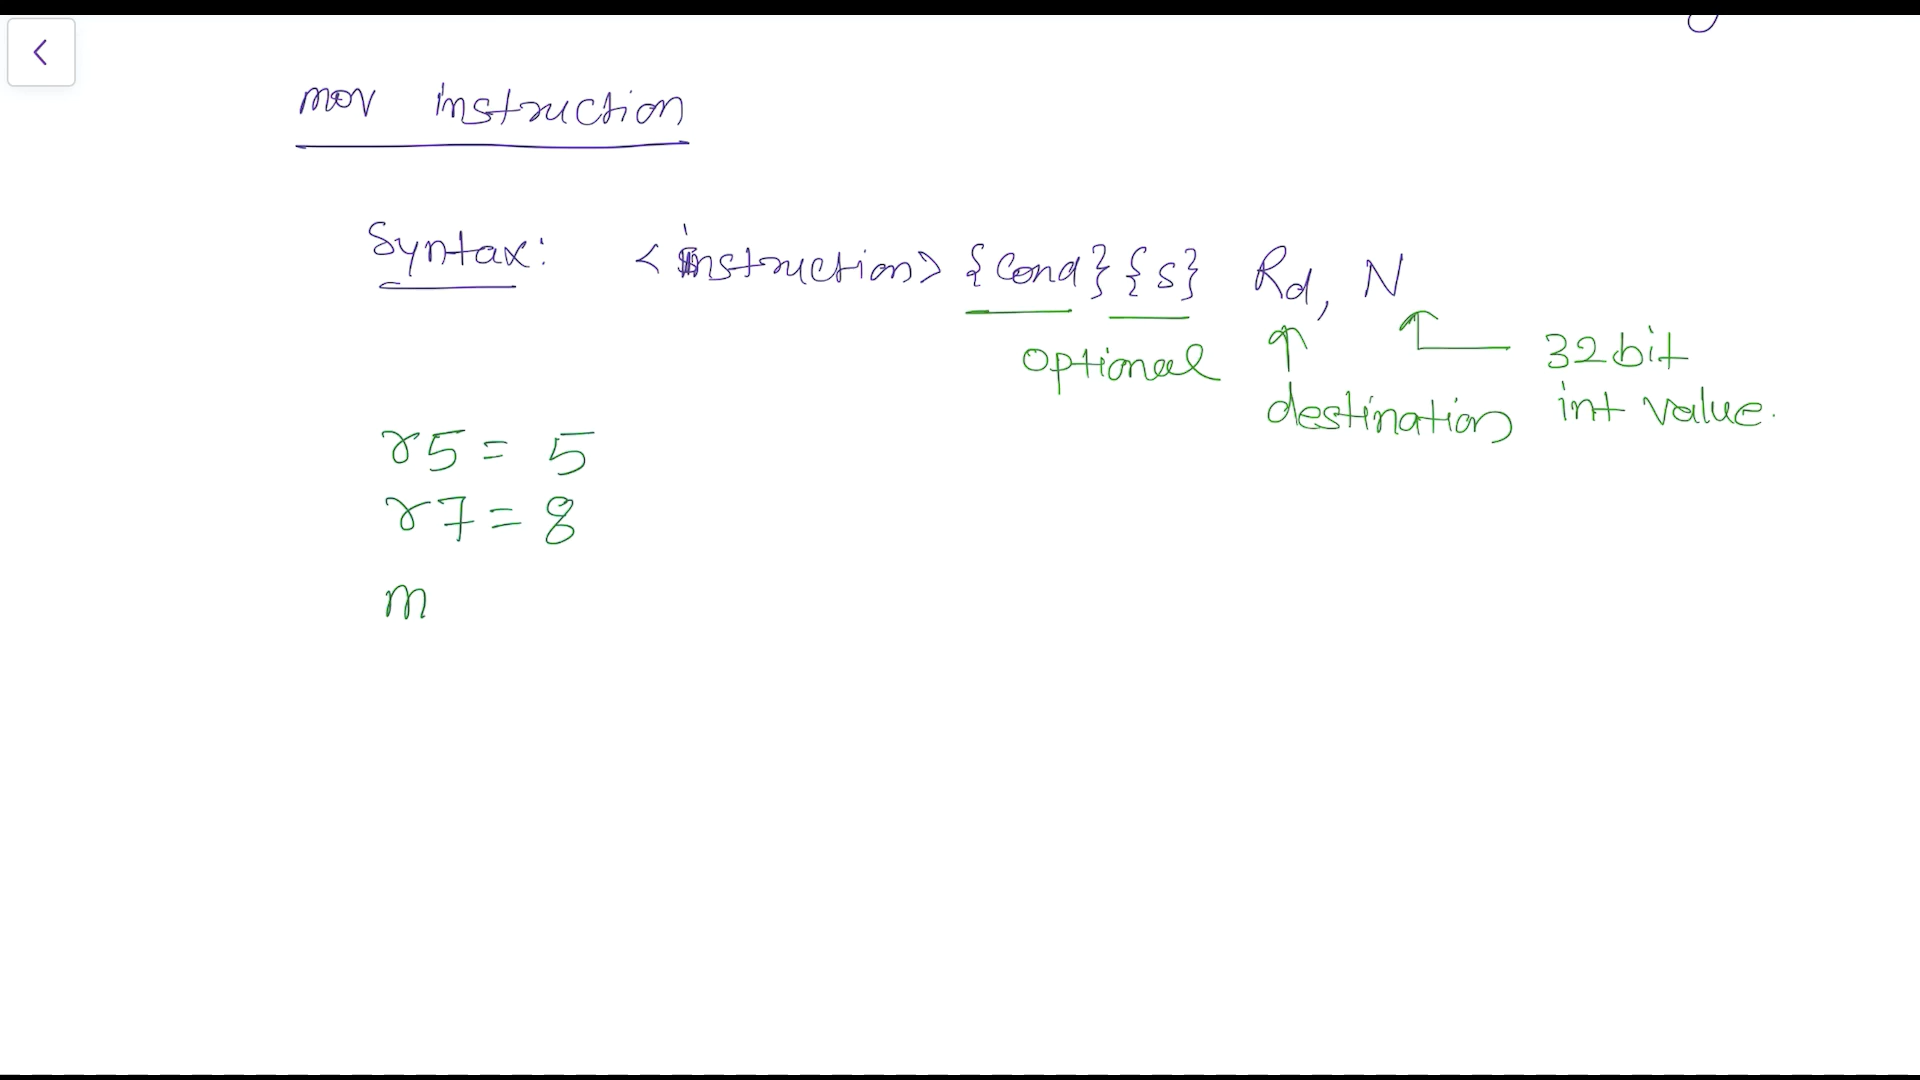 mov instruction
Syntax: <instruction> {cond} {s} Rd, N
optional
destination
32bit
int value.
r5 = 5
r7 = 8
m